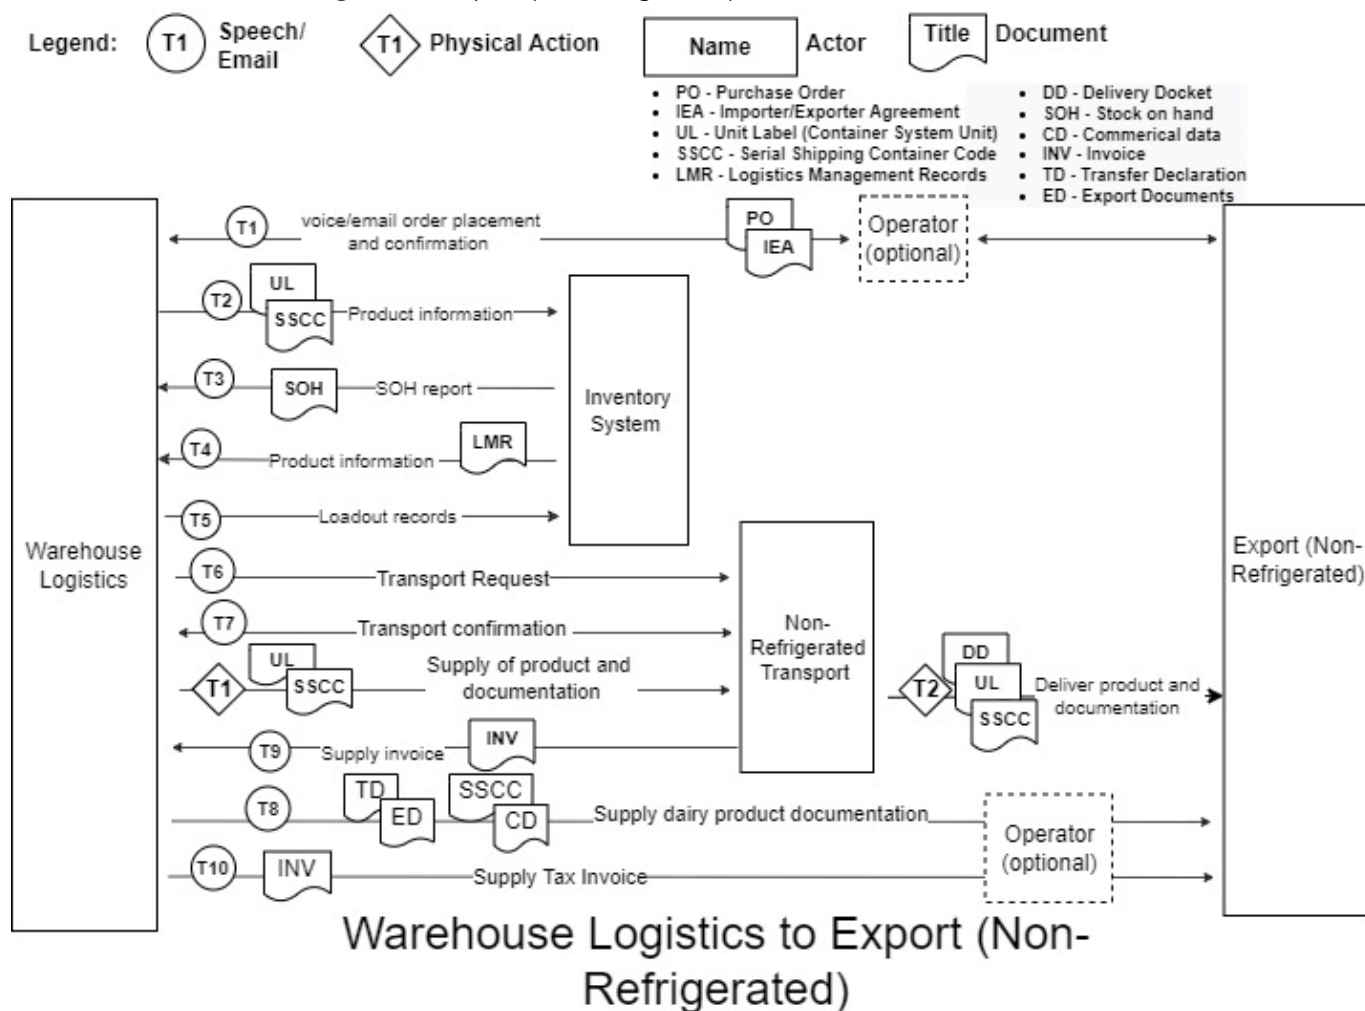 Legend:
T1
Speech/
Email
T1
Physical Action
Name
Actor
Title
Document
• PO - Purchase Order
• IEA - Importer/Exporter Agreement
• UL - Unit Label (Container System Unit)
• SSCC - Serial Shipping Container Code
• LMR - Logistics Management Records
• DD - Delivery Docket
• SOH - Stock on hand
• CD - Commerical data
• INV - Invoice
• TD - Transfer Declaration
• ED - Export Documents
Warehouse
Logistics
T1
voice/email order placement
and confirmation
PO
IEA
Operator
(optional)
T2
UL
SSCC
Product information
T3
SOH
SOH report
Inventory
System
T4
Product information
LMR
T5
Loadout records
T6
Transport Request
T7
Transport confirmation
Non-
Refrigerated
Transport
Export (Non-
Refrigerated)
T1
UL
SSCC
Supply of product and
documentation
T2
DD
UL
SSCC
Deliver product and
documentation
T9
Supply invoice
INV
T8
TD
ED
SSCC
CD
Supply dairy product documentation
Operator
(optional)
T10
INV
Supply Tax Invoice
Warehouse Logistics to Export (Non-
Refrigerated)